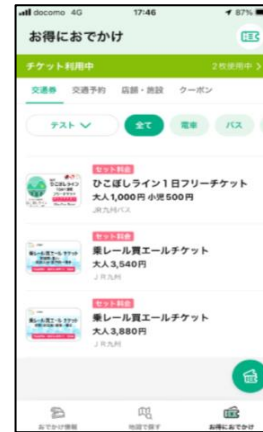 docomo 4G 17:46 87%
お得におでかけ
チケット利用中 2枚使用中 >
交通券 交通予約 店舗・施設 クーポン
テスト 全て 電車 バス
セット料金
ひこぼしライン1日フリーチケット
大人1,000円 小児500円
JR九州バス
セット料金
乗レール買エールチケット
大人3,540円
JR九州
セット料金
乗レール買エールチケット
大人3,880円
JR九州
おでかけ情報 地図で探す お得におでかけ